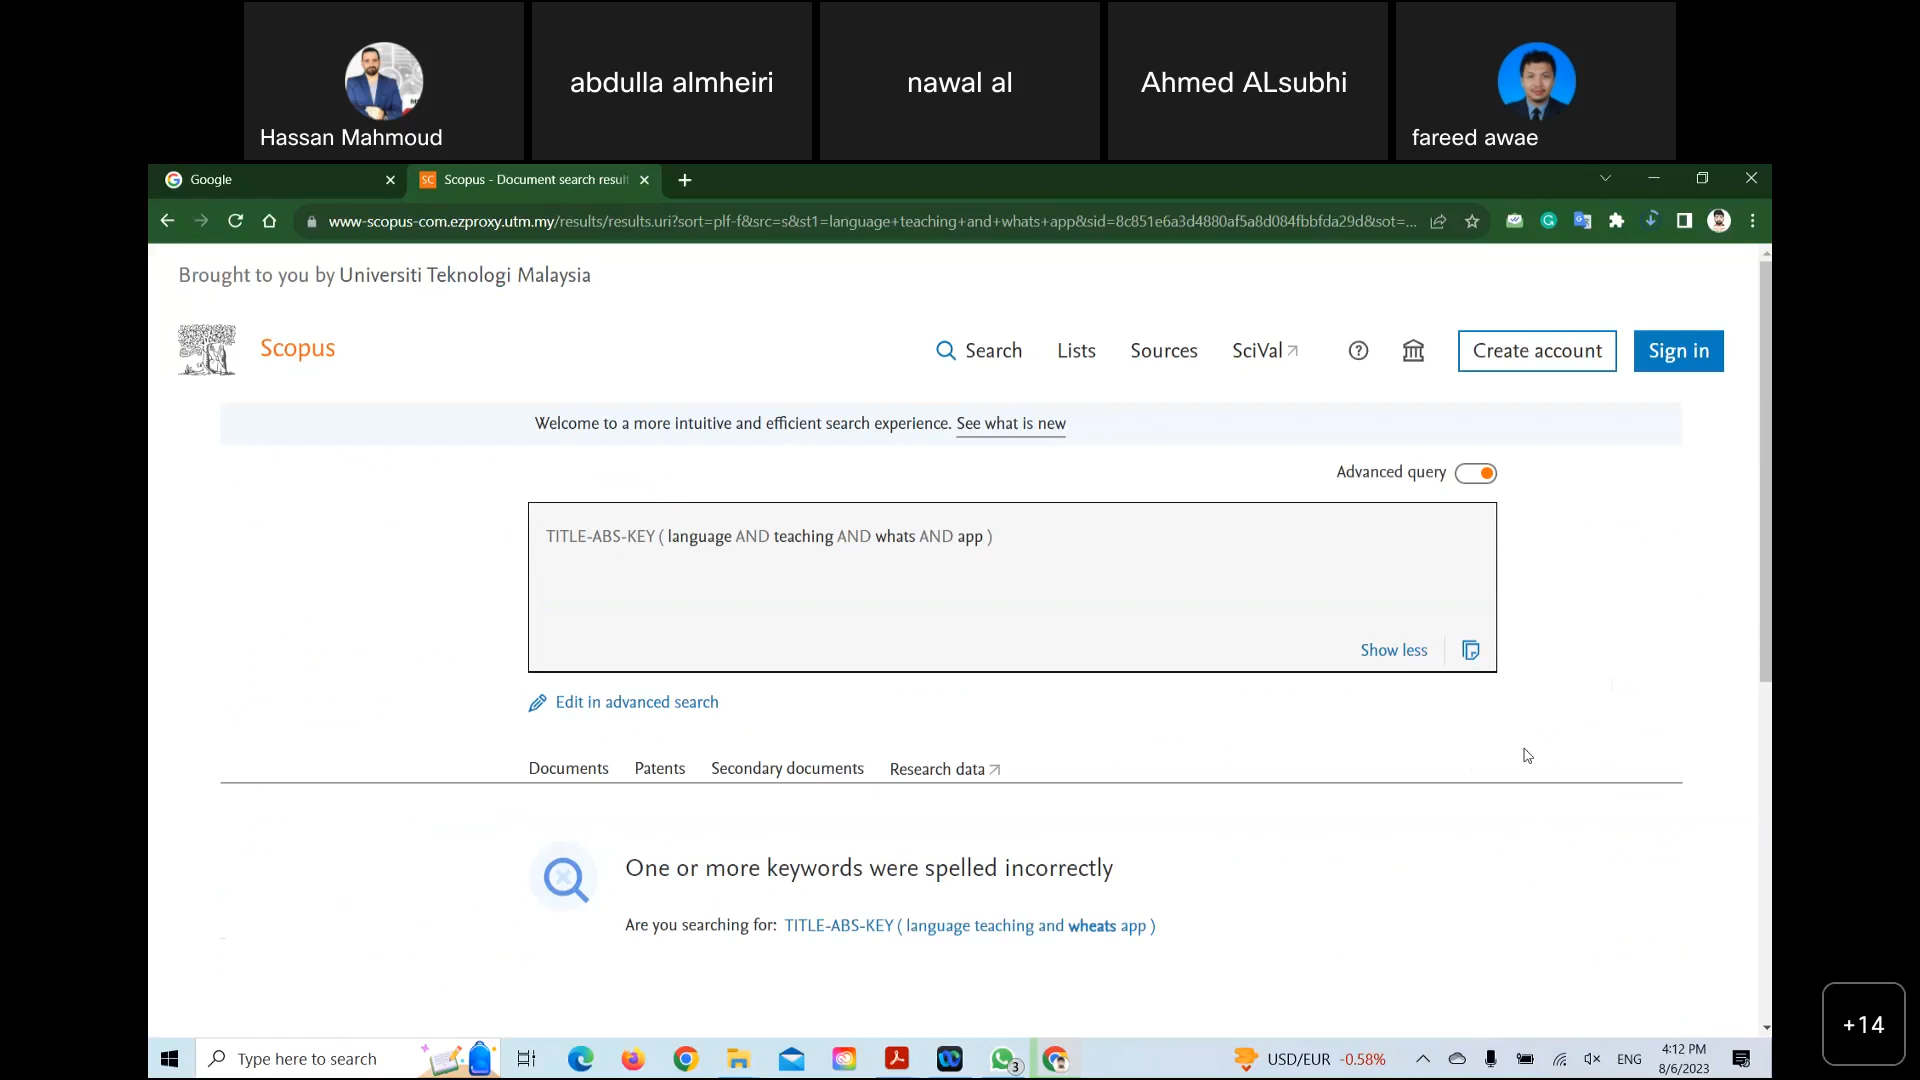 Hassan Mahmoud
abdulla almheiri
nawal al
Ahmed ALsubhi
fareed awae
Google
Scopus - Document search resul
www-scopus-com.ezproxy.utm.my/results/results.uri?sort=plf-f&src=s&st1=language+teaching+and+whats+app&sid=8c851e6a3d4880af5a8d084fbbfda29d&sot=...
Brought to you by Universiti Teknologi Malaysia
Scopus
Search
Lists
Sources
SciVal
Create account
Sign in
Welcome to a more intuitive and efficient search experience. See what is new
Advanced query
TITLE-ABS-KEY ( language AND teaching AND whats AND app )
Show less
Edit in advanced search
Documents
Patents
Secondary documents
Research data
One or more keywords were spelled incorrectly
Are you searching for: TITLE-ABS-KEY ( language teaching and wheats app )
+14
Type here to search
3
USD/EUR -0.58%
ENG
4:12 PM
8/6/2023